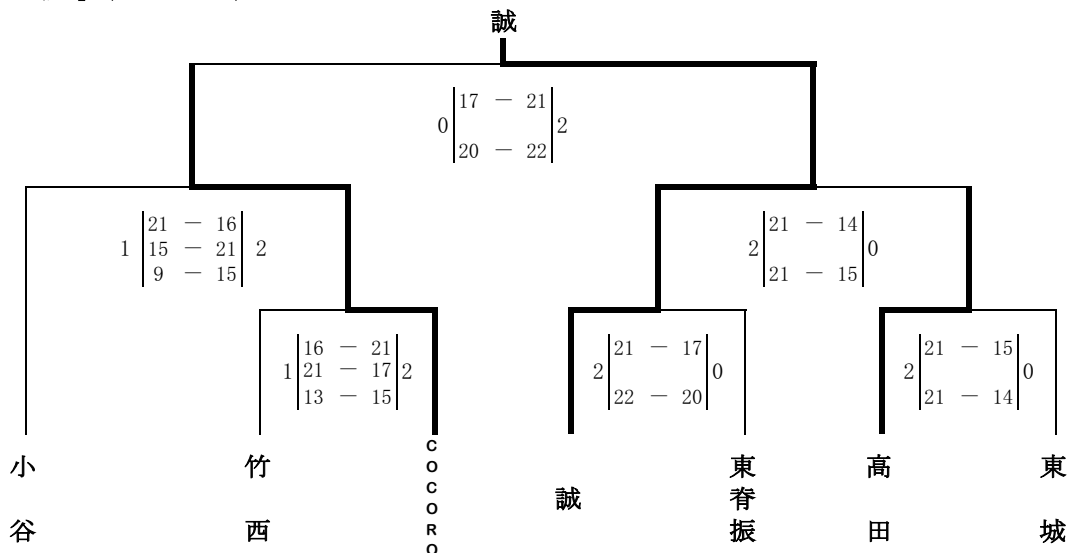 誠
17 － 21
0 2
20 － 22
21 － 16
1 15 － 21 2
9 － 15
21 － 14
2 0
21 － 15
16 － 21
1 21 － 17 2
13 － 15
21 － 17
2 0
22 － 20
21 － 15
2 0
21 － 14
小谷
竹西
COCORO
誠
東脊振
高田
東城